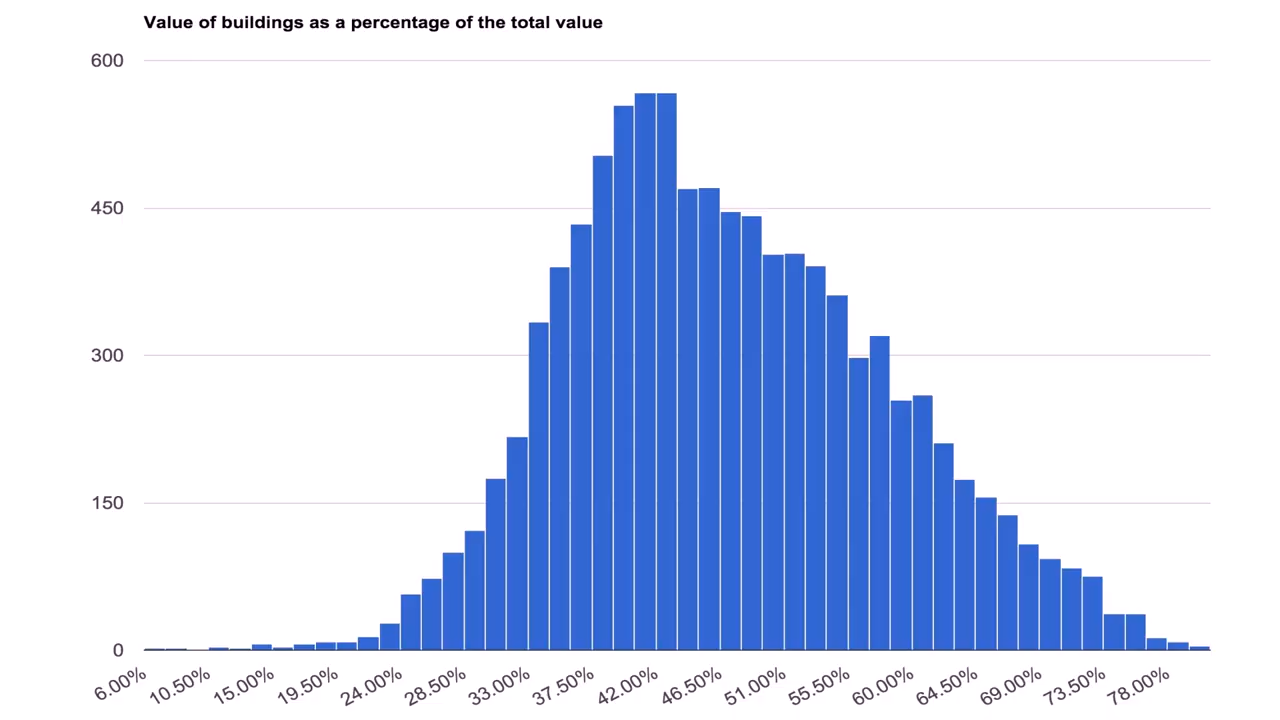 Value of buildings as a percentage of the total value
600
450
300
150
0
6.00% 10.50% 15.00% 19.50% 24.00% 28.50% 33.00% 37.50% 42.00% 46.50% 51.00% 55.50% 60.00% 64.50% 69.00% 73.50% 78.00%